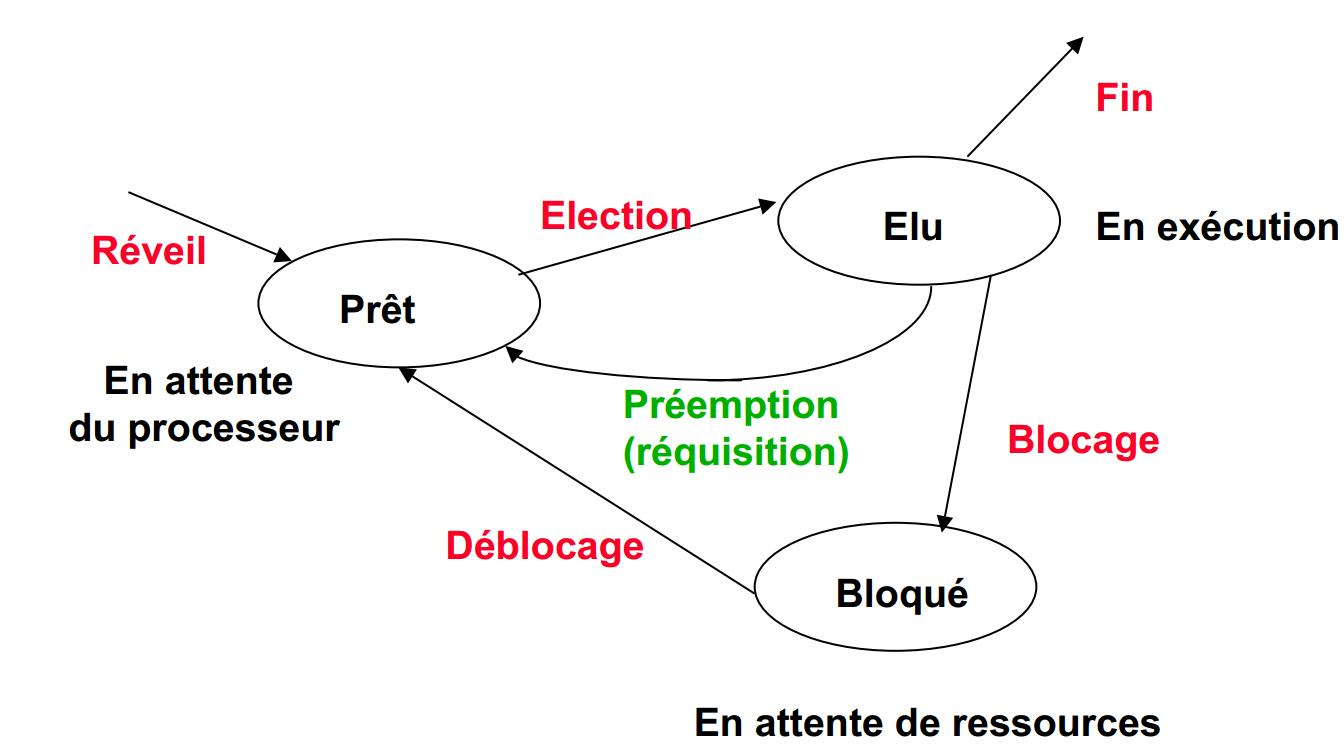 Fin
Election
Elu
En exécution
Réveil
Prêt
En attente
du processeur
Préemption
(réquisition)
Blocage
Déblocage
Bloqué
En attente de ressources